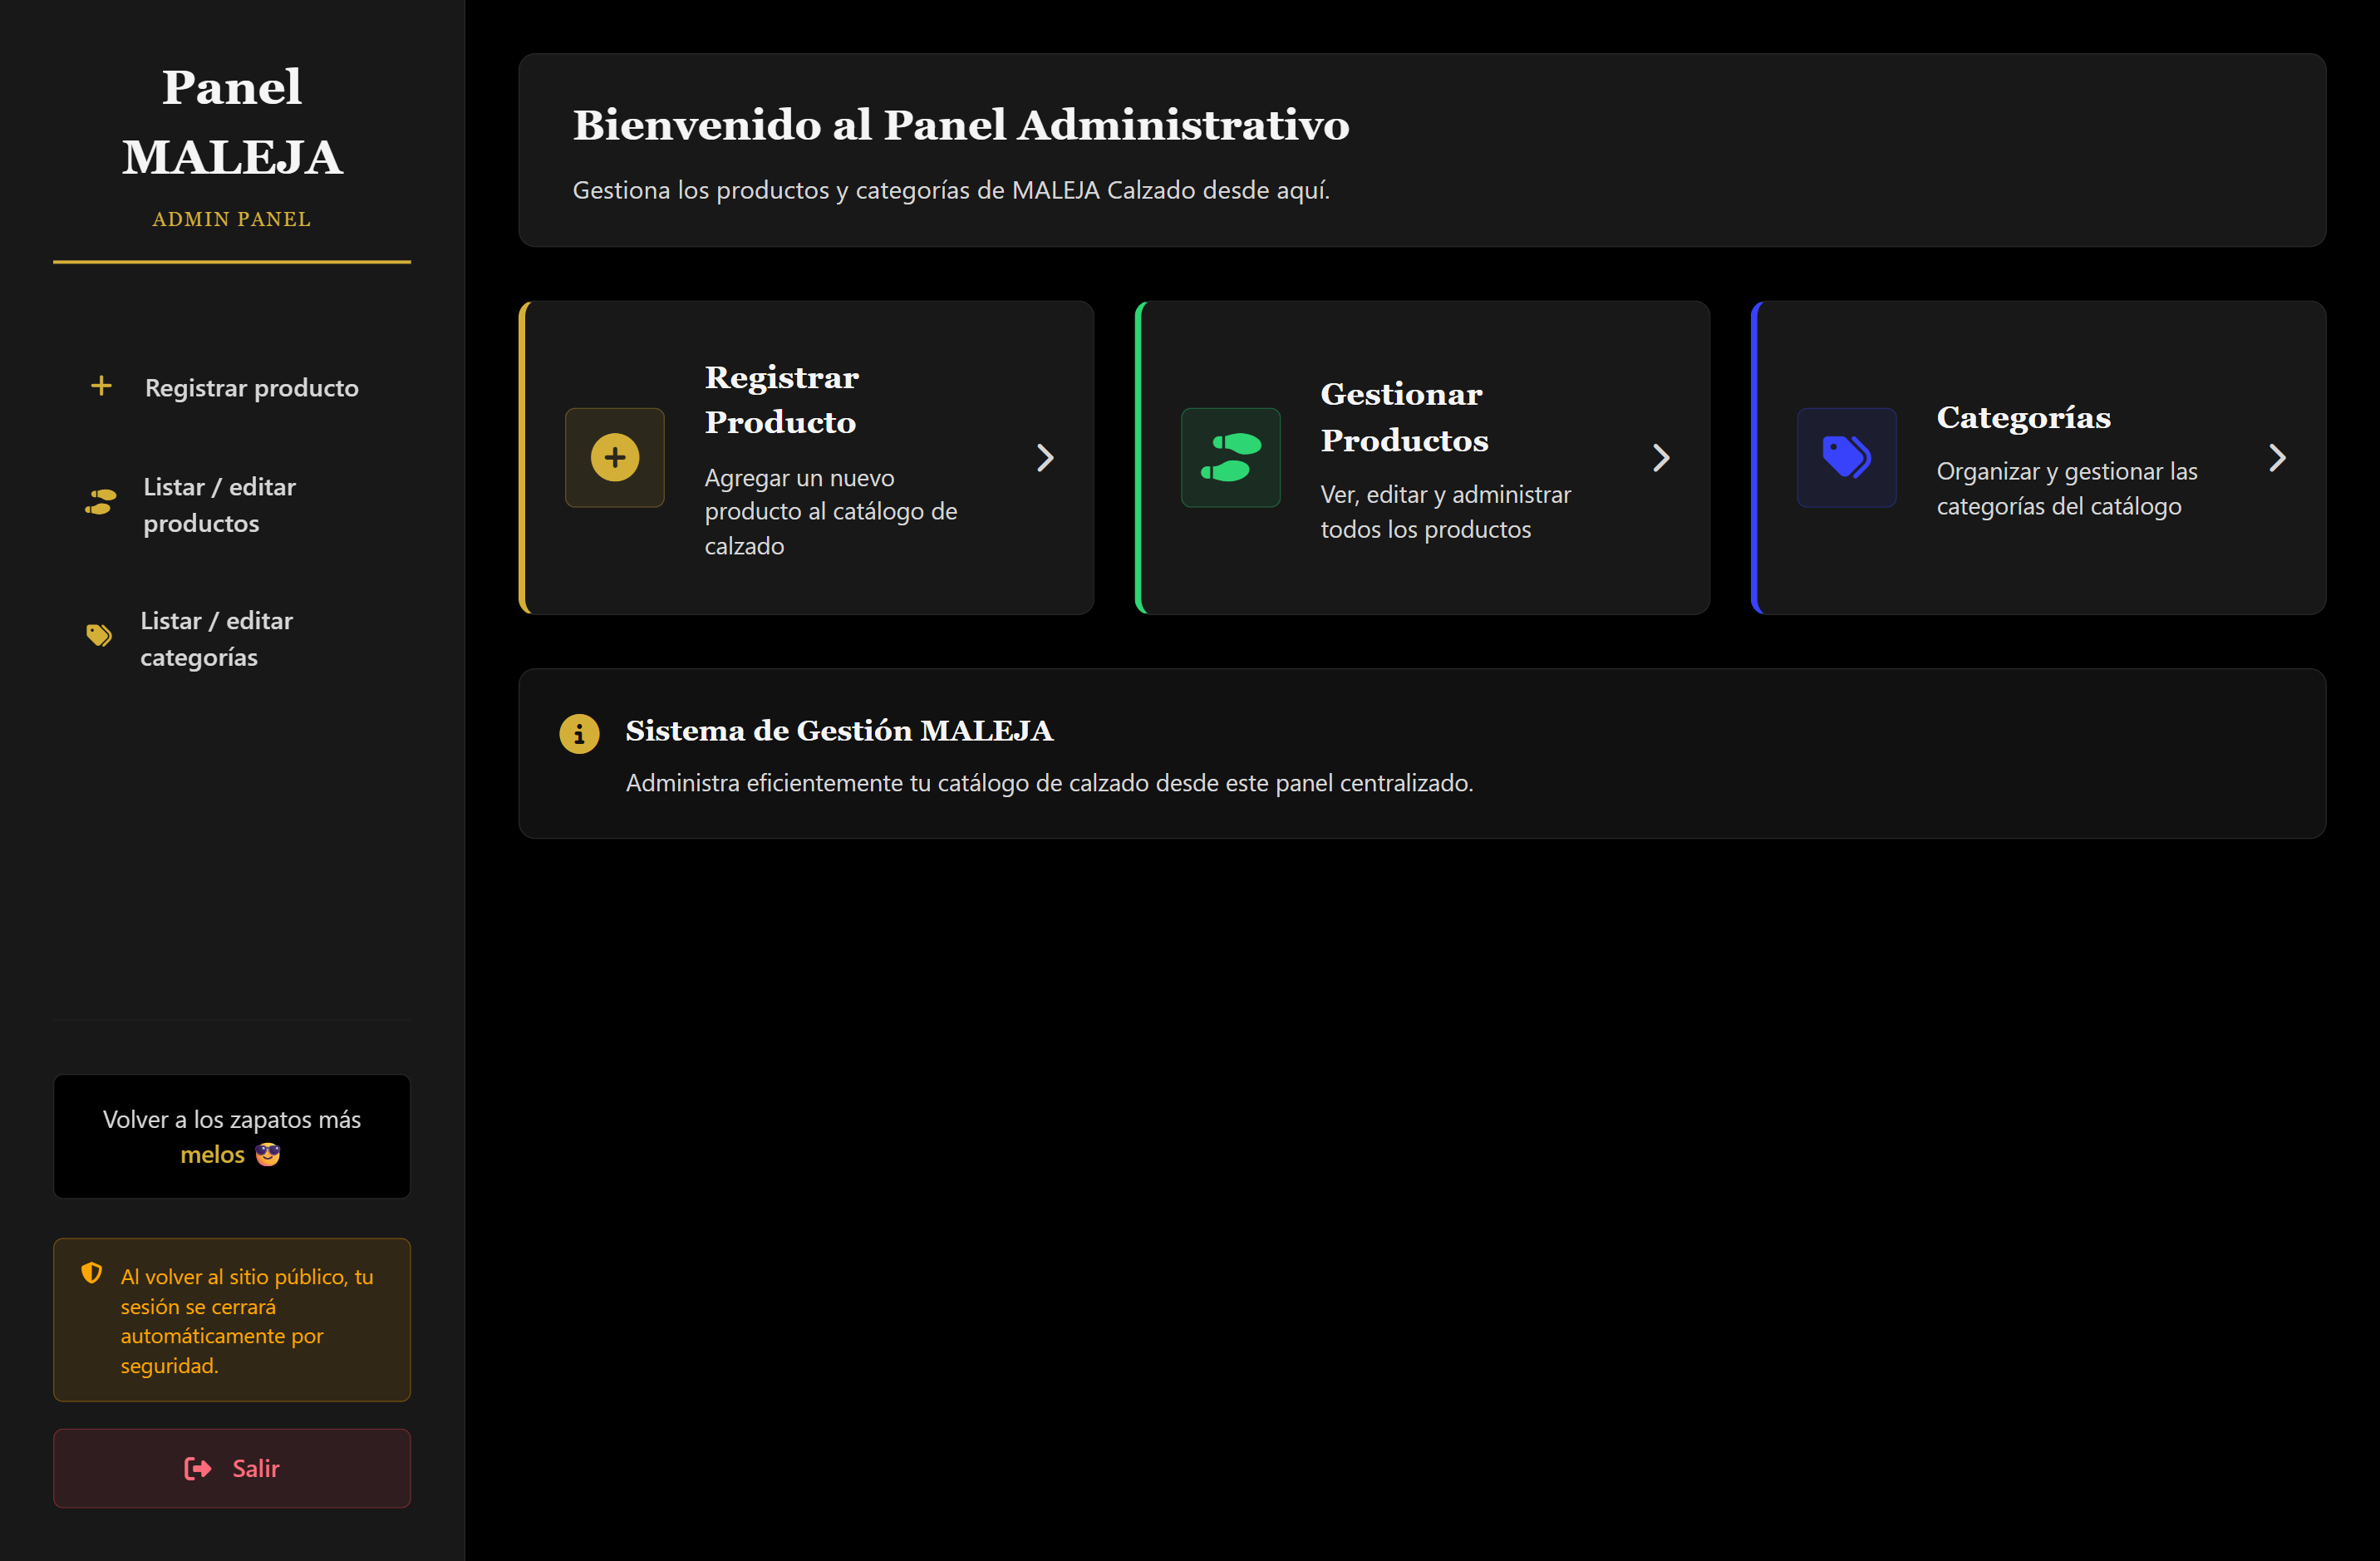 Panel
MALEJA
ADMIN PANEL
Registrar producto
Listar / editar
productos
Listar / editar
categorías
Volver a los zapatos más
melos 😎
Al volver al sitio público, tu
sesión se cerrará
automáticamente por
seguridad.
Salir
Bienvenido al Panel Administrativo
Gestiona los productos y categorías de MALEJA Calzado desde aquí.
Registrar
Producto
Agregar un nuevo
producto al catálogo de
calzado
Gestionar
Productos
Ver, editar y administrar
todos los productos
Categorías
Organizar y gestionar las
categorías del catálogo
Sistema de Gestión MALEJA
Administra eficientemente tu catálogo de calzado desde este panel centralizado.